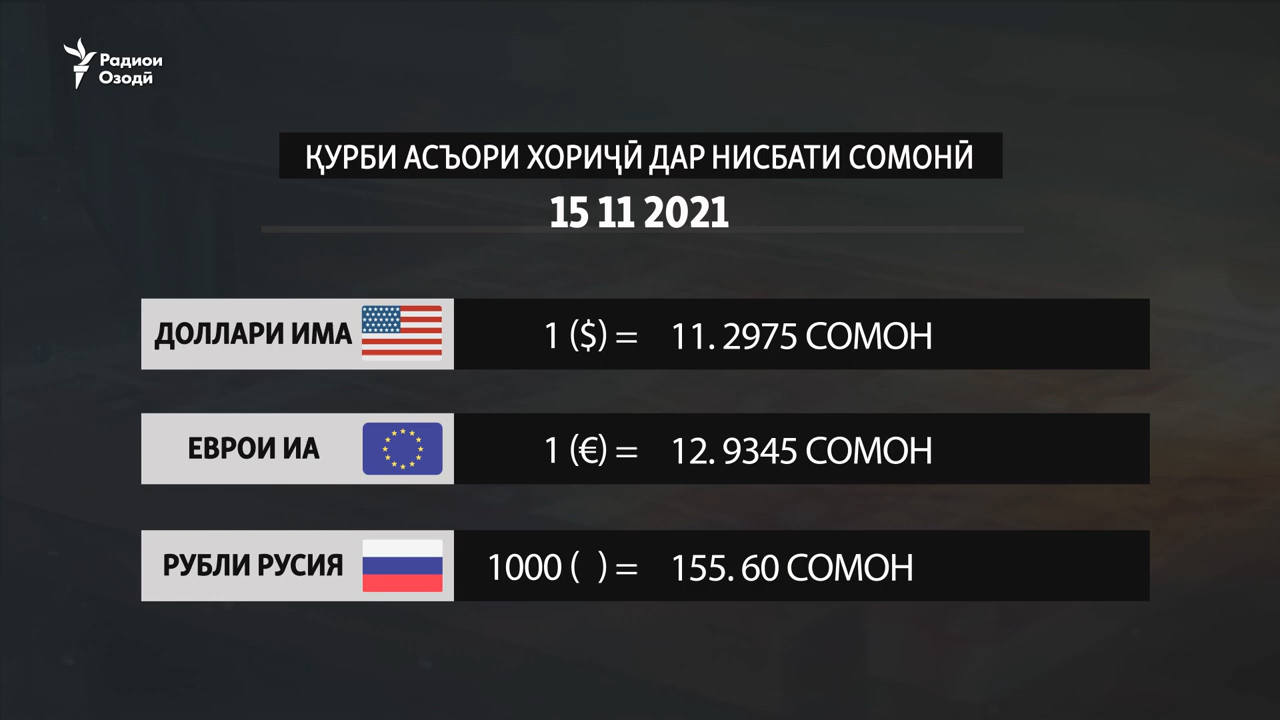 Радиои
Озодӣ
ҚУРБИ АСЪОРИ ХОРИҶӢ ДАР НИСБАТИ СОМОНӢ
15 11 2021
ДОЛЛАРИ ИМА 1 ($) = 11. 2975 СОМОН
ЕВРОИ ИА 1 (€) = 12. 9345 СОМОН
РУБЛИ РУСИЯ 1000 ( ) = 155. 60 СОМОН